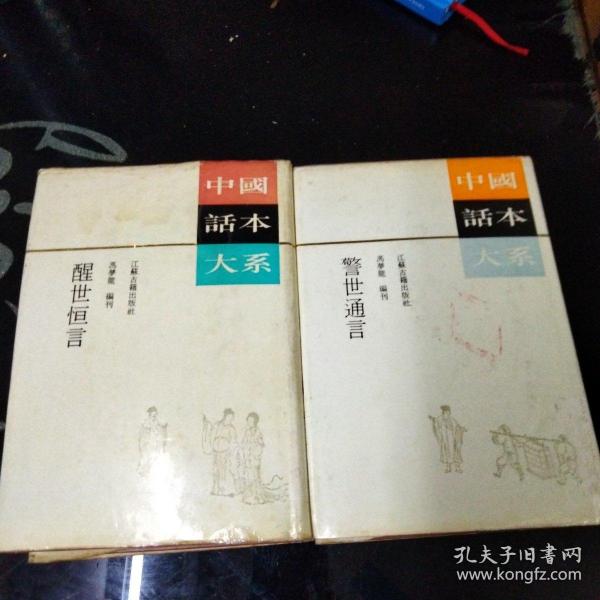 中國
話本
大系
江蘇古籍出版社
馮夢龍 編刊
醒世恒言
中國
話本
大系
江蘇古籍出版社
馮夢龍 編刊
警世通言
孔夫子旧书网
www.kongfz.com